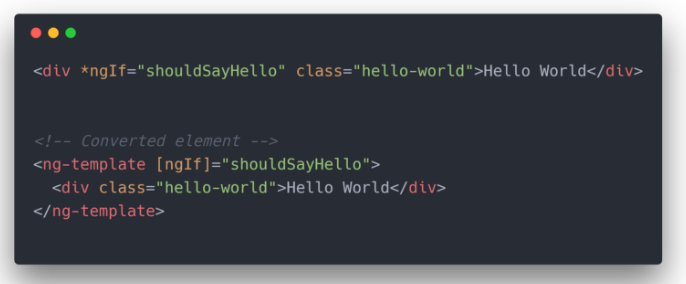 <div *ngIf="shouldSayHello" class="hello-world">Hello World</div>
<!-- Converted element -->
<ng-template [ngIf]="shouldSayHello">
  <div class="hello-world">Hello World</div>
</ng-template>